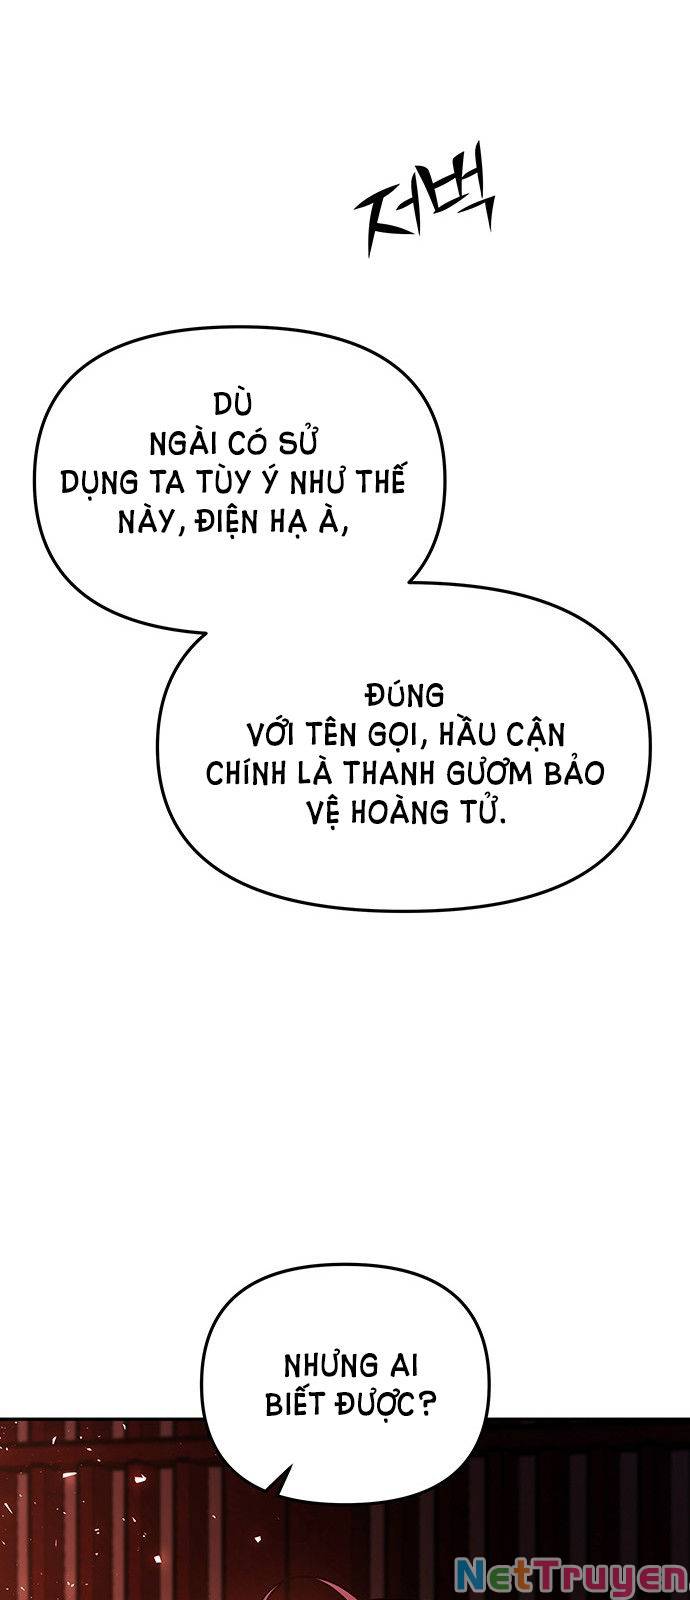 저벅
DÙ
NGÀI CÓ SỬ
DỤNG TA TÙY Ý NHƯ THẾ
NÀY, ĐIỆN HẠ À,
ĐÚNG
VỚI TÊN GỌI, HẦU CẬN
CHÍNH LÀ THANH GƯƠM BẢO
VỆ HOÀNG TỬ.
NHƯNG AI
BIẾT ĐƯỢC?
NetTruyen